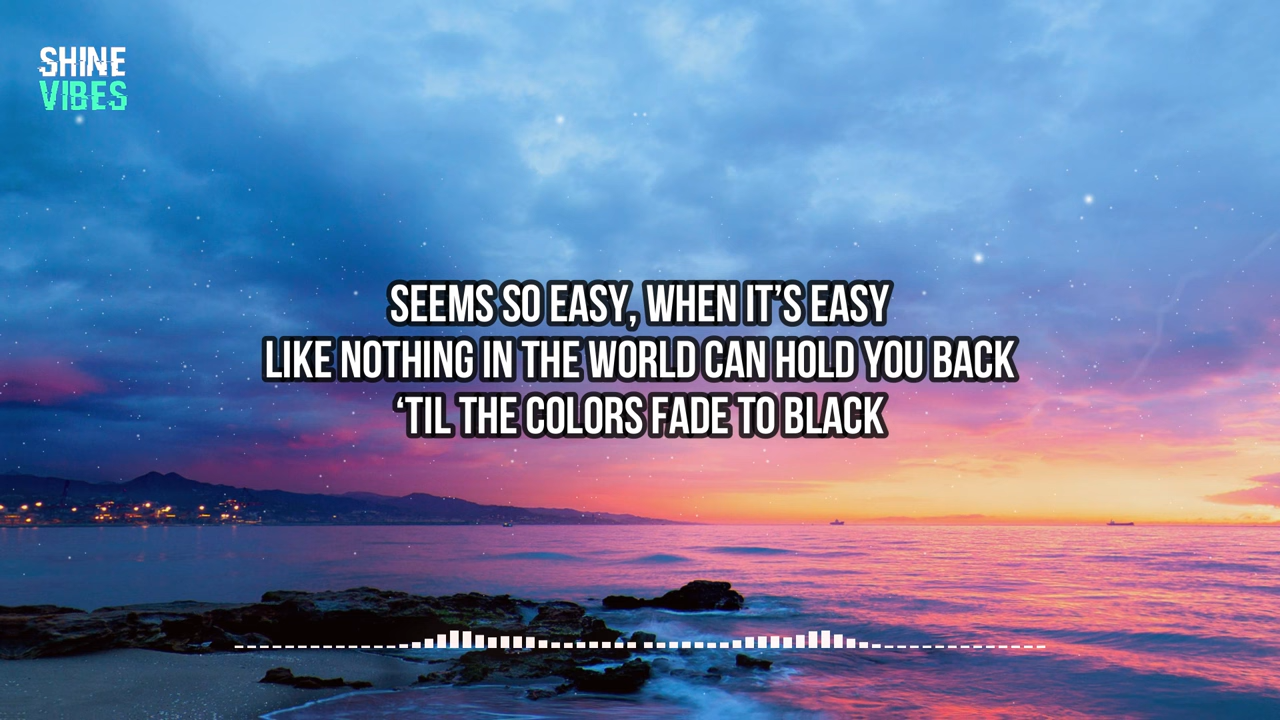 SHINE
VIBES
SEEMS SO EASY, WHEN IT’S EASY
LIKE NOTHING IN THE WORLD CAN HOLD YOU BACK
‘TIL THE COLORS FADE TO BLACK